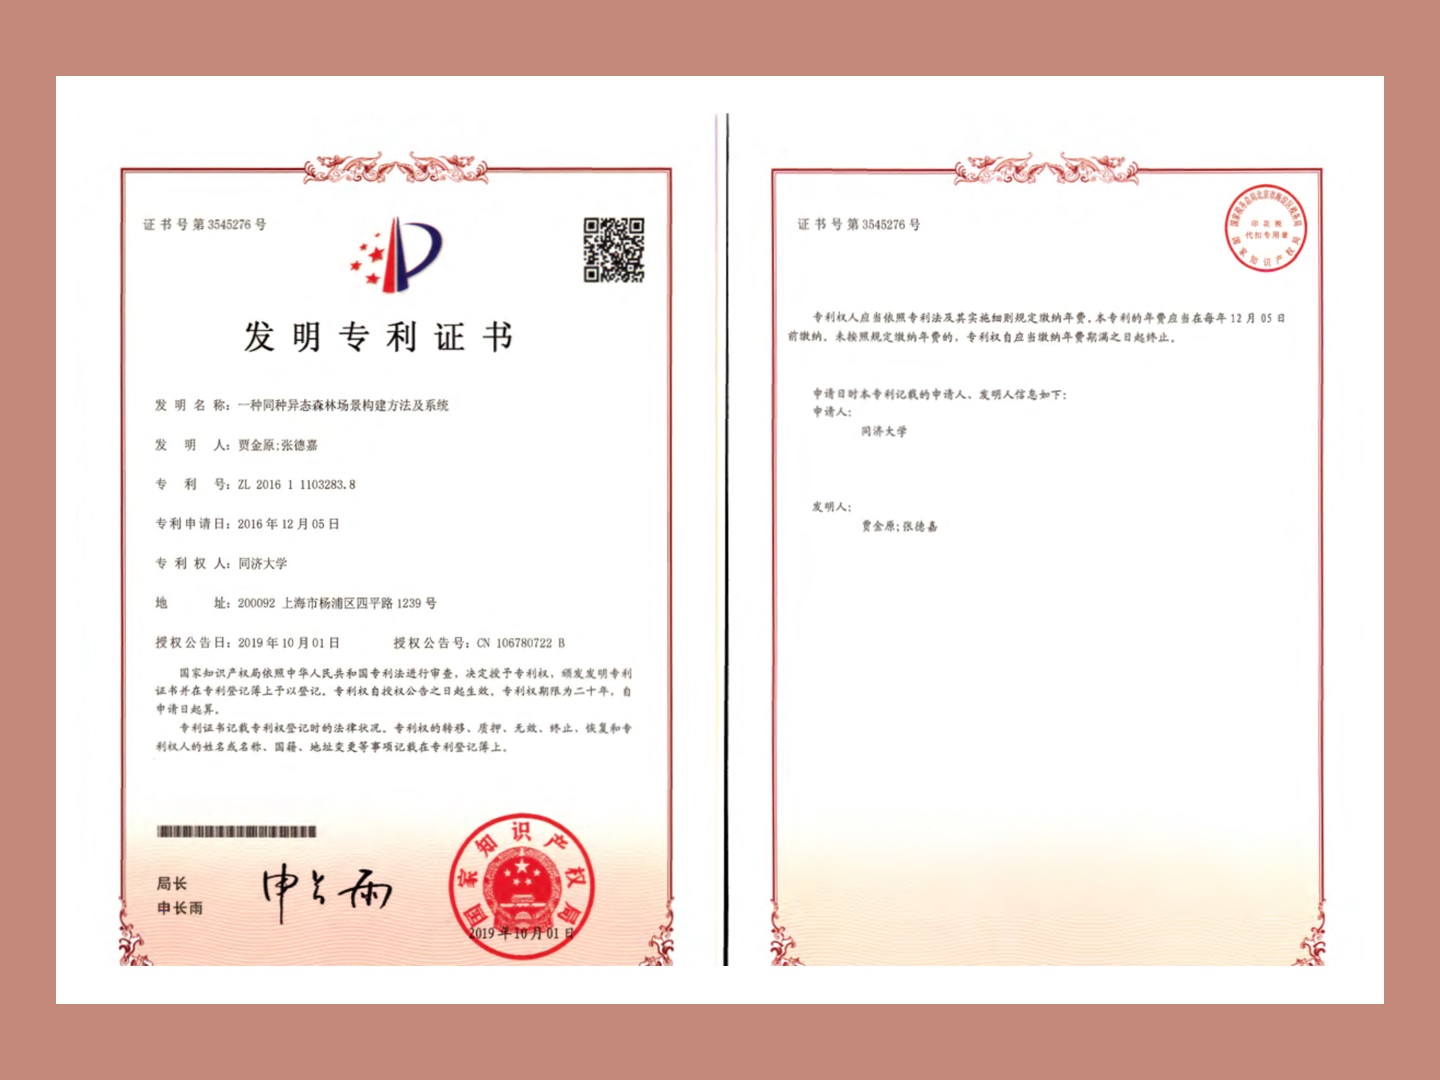 证书号第3545276号
发明专利证书
发明名称：一种同种异态森林场景构建方法及系统
发明人：贾金原;张德嘉
专利号：ZL 2016 1 1103283.8
专利申请日：2016年12月05日
专利权人：同济大学
地址：200092 上海市杨浦区四平路1239号
授权公告日：2019年10月01日 授权公告号：CN 106780722 B
国家知识产权局依照中华人民共和国专利法进行审查，决定授予专利权，颁发发明专利
证书并在专利登记簿上予以登记。专利权自授权公告之日起生效。专利权期限为二十年，自
申请日起算。
专利证书记载专利权登记时的法律状况。专利权的转移、质押、无效、终止、恢复和专
利权人的姓名或名称、国籍、地址变更等事项记载在专利登记簿上。
局长
申长雨
申长雨
国家知识产权局
2019年10月01日
证书号第3545276号
国家税务总局北京市海淀区税务局
印花税
代扣专用章
国家知识产权局
专利权人应当依照专利法及其实施细则规定缴纳年费。本专利的年费应当在每年12月05日
前缴纳。未按照规定缴纳年费的，专利权自应当缴纳年费期满之日起终止。
申请日时本专利记载的申请人、发明人信息如下：
申请人：
同济大学
发明人：
贾金原;张德嘉